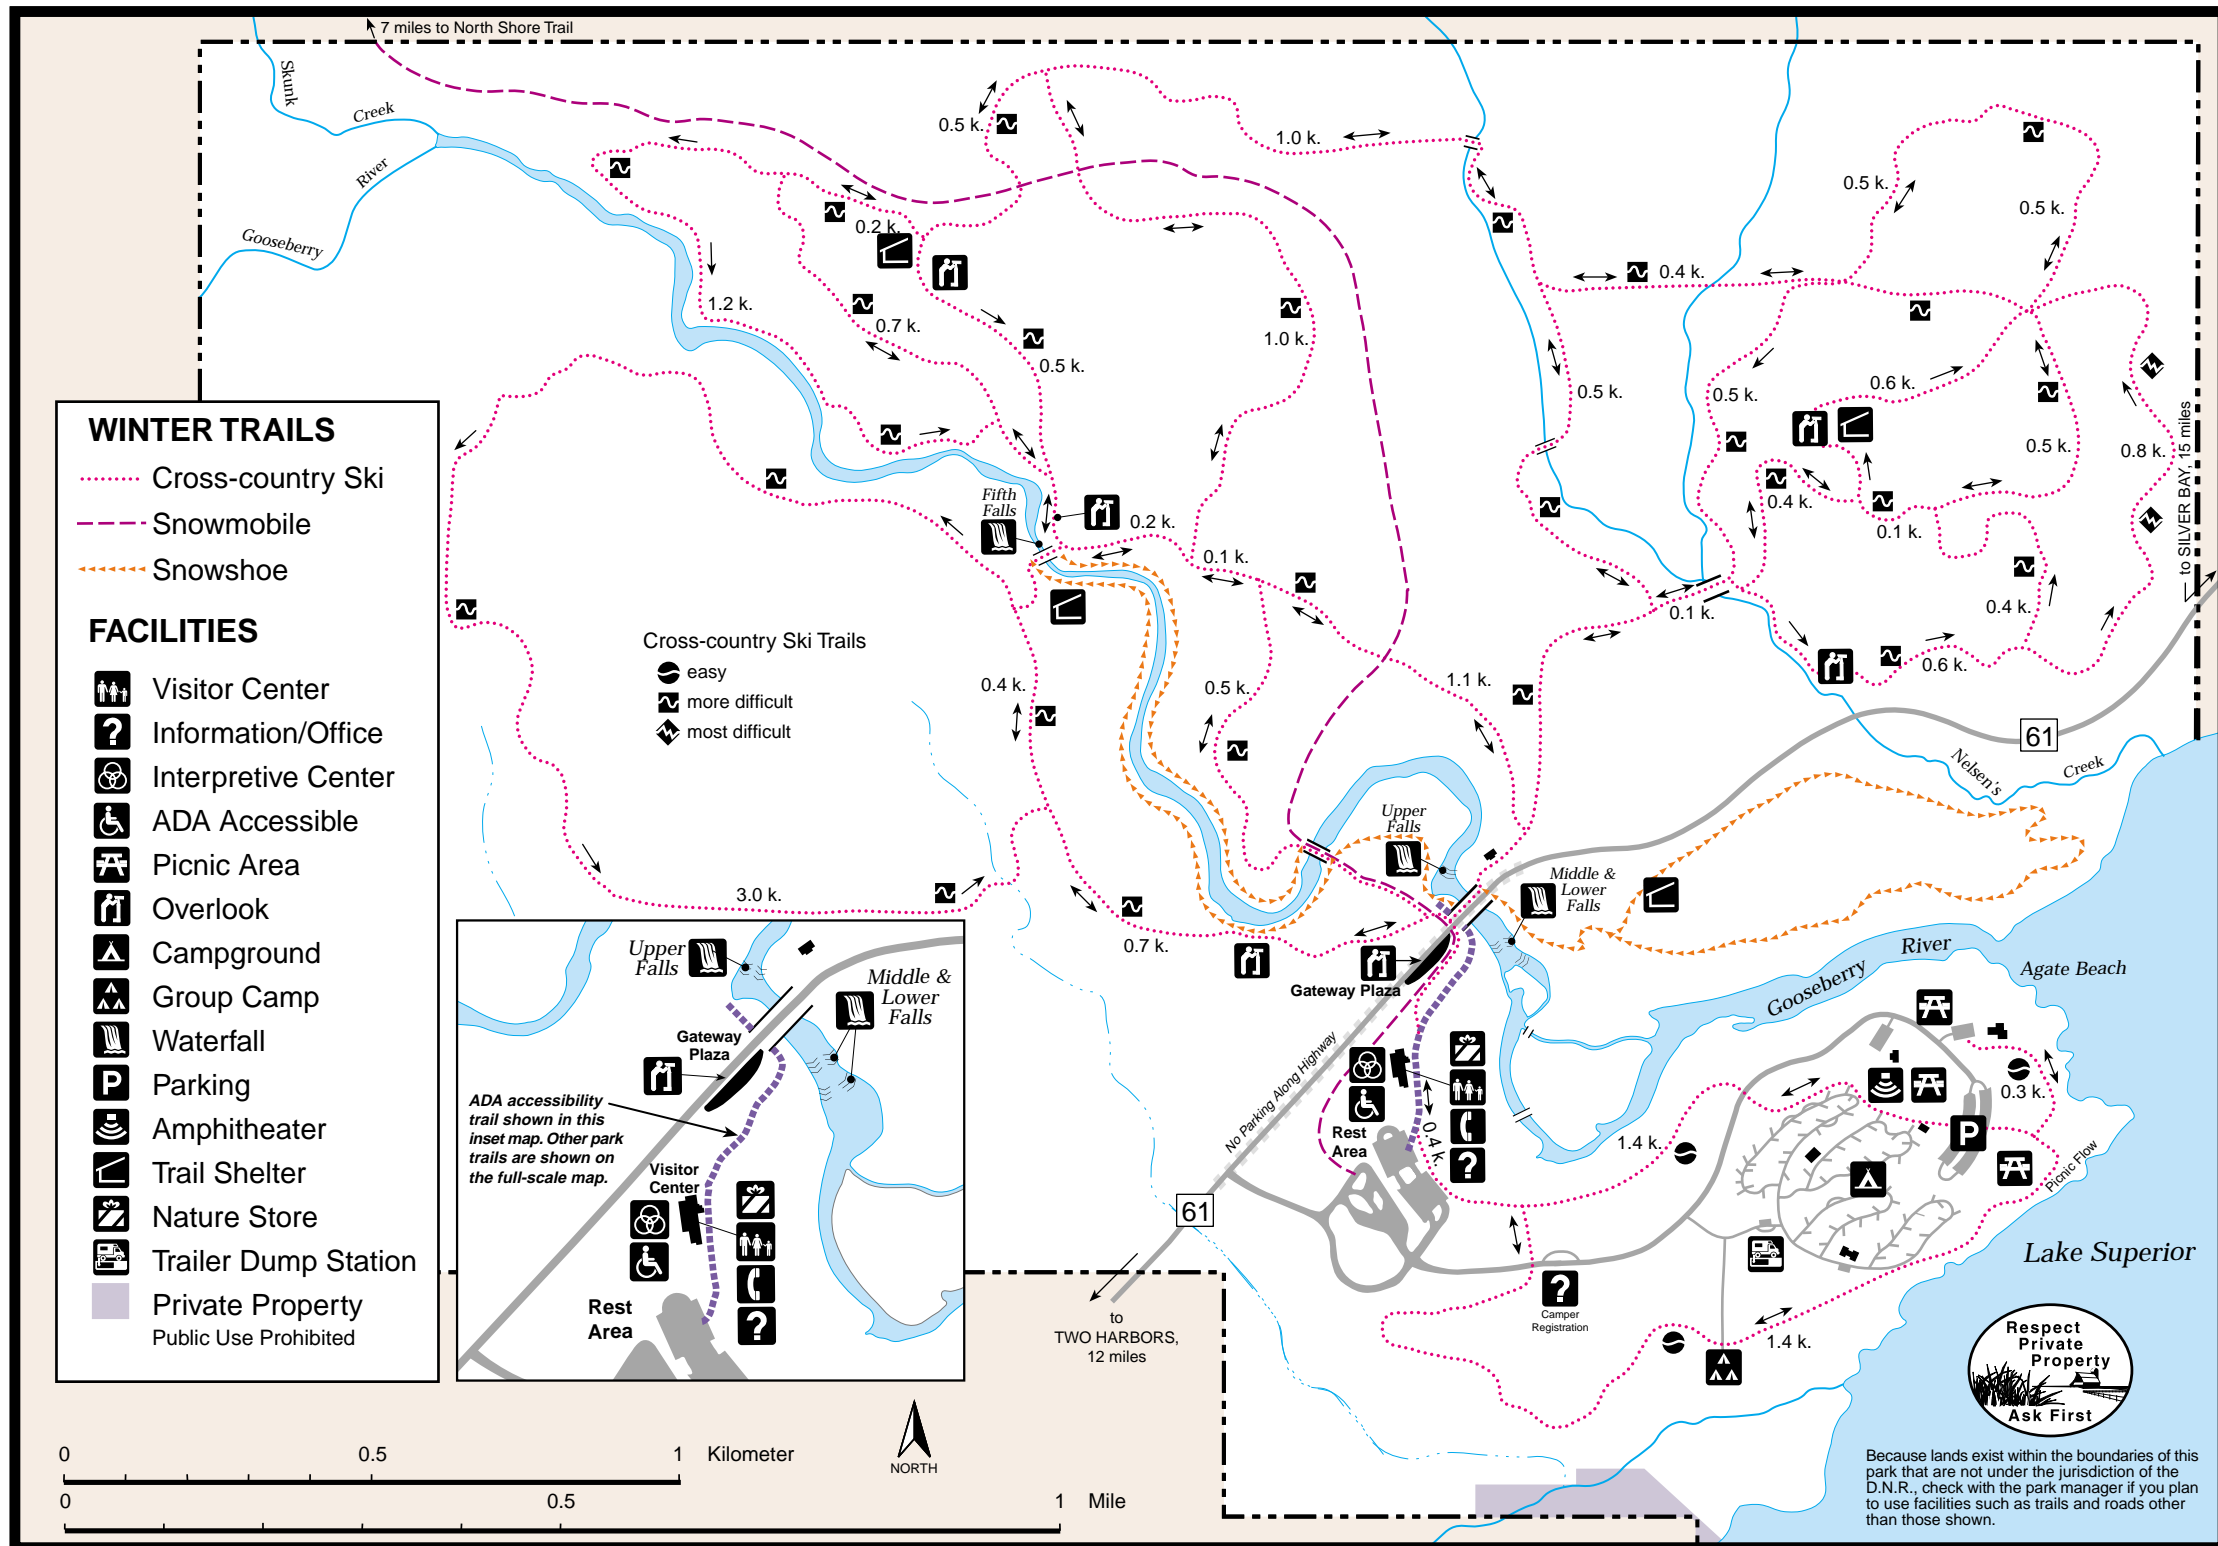 7 miles to North Shore Trail
Skunk
Creek
River
Gooseberry
0.5 k.
1.0 k.
0.2 k.
0.5 k.
0.5 k.
0.4 k.
1.2 k.
0.7 k.
0.5 k.
1.0 k.
0.5 k.
0.5 k.
0.6 k.
0.5 k.
0.8 k.
to SILVER BAY, 15 miles
0.4 k.
0.1 k.
Fifth
Falls
0.2 k.
0.1 k.
0.1 k.
0.4 k.
0.6 k.
0.4 k.
0.5 k.
1.1 k.
61
Nelsen's
Creek
3.0 k.
0.7 k.
Upper
Falls
Middle &
Lower
Falls
Gateway Plaza
No Parking Along Highway
Rest
Area
0.4 k.
?
Gooseberry
River
Agate Beach
0.3 k.
P
Picnic Flow
1.4 k.
61
?
Camper
Registration
1.4 k.
Lake Superior
to
TWO HARBORS,
12 miles
WINTER TRAILS
Cross-country Ski
Snowmobile
Snowshoe
FACILITIES
Visitor Center
? Information/Office
Interpretive Center
ADA Accessible
Picnic Area
Overlook
Campground
Group Camp
Waterfall
P Parking
Amphitheater
Trail Shelter
Nature Store
Trailer Dump Station
Private Property
Public Use Prohibited
Cross-country Ski Trails
easy
more difficult
most difficult
Upper
Falls
Middle &
Lower
Falls
Gateway
Plaza
ADA accessibility
trail shown in this
inset map. Other park
trails are shown on
the full-scale map.
Visitor
Center
Rest
Area
?
0 0.5 1 Kilometer
0 0.5 1 Mile
NORTH
Respect
Private
Property
Ask First
Because lands exist within the boundaries of this
park that are not under the jurisdiction of the
D.N.R., check with the park manager if you plan
to use facilities such as trails and roads other
than those shown.